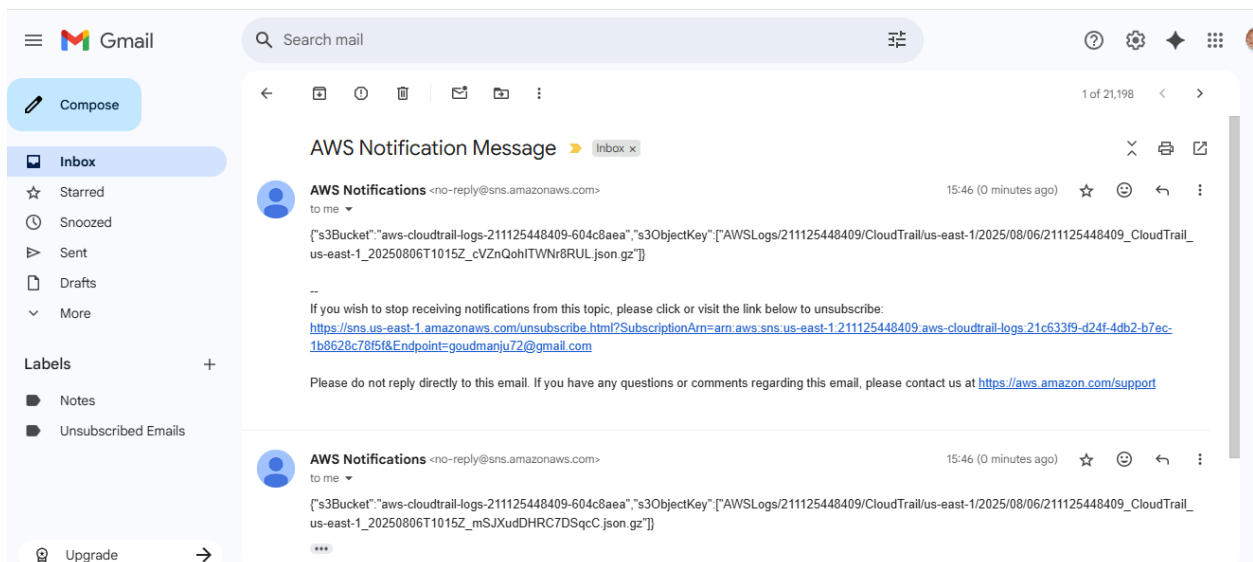 Gmail
Search mail
Compose
1 of 21,198
Inbox
Starred
Snoozed
Sent
Drafts
More
Labels
Notes
Unsubscribed Emails
Upgrade
AWS Notification Message
Inbox x
AWS Notifications <no-reply@sns.amazonaws.com>
15:46 (0 minutes ago)
to me
{"s3Bucket":"aws-cloudtrail-logs-211125448409-604c8aea","s3ObjectKey":["AWSLogs/211125448409/CloudTrail/us-east-1/2025/08/06/211125448409_CloudTrail_
us-east-1_20250806T1015Z_cVZnQohITWNr8RUL.json.gz"]}
--
If you wish to stop receiving notifications from this topic, please click or visit the link below to unsubscribe:
https://sns.us-east-1.amazonaws.com/unsubscribe.html?SubscriptionArn=arn:aws:sns:us-east-1:211125448409:aws-cloudtrail-logs:21c633f9-d24f-4db2-b7ec-
1b8628c78f5f&Endpoint=goudmanju72@gmail.com
Please do not reply directly to this email. If you have any questions or comments regarding this email, please contact us at https://aws.amazon.com/support
AWS Notifications <no-reply@sns.amazonaws.com>
15:46 (0 minutes ago)
to me
{"s3Bucket":"aws-cloudtrail-logs-211125448409-604c8aea","s3ObjectKey":["AWSLogs/211125448409/CloudTrail/us-east-1/2025/08/06/211125448409_CloudTrail_
us-east-1_20250806T1015Z_mSJXudDHRC7DSqcC.json.gz"]}